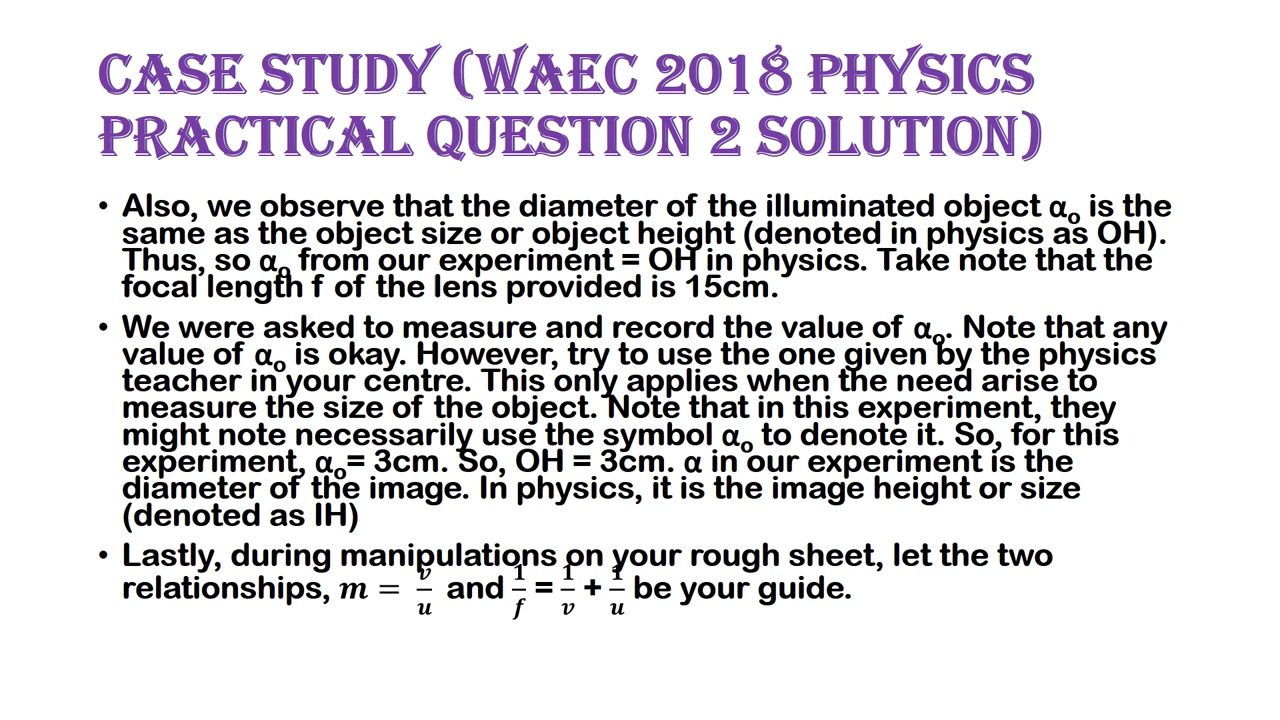 CASE STUDY (WAEC 2018 PHYSICS
PRACTICAL QUESTION 2 SOLUTION)
• Also, we observe that the diameter of the illuminated object αₒ is the
same as the object size or object height (denoted in physics as OH).
Thus, so αₒ from our experiment = OH in physics. Take note that the
focal length f of the lens provided is 15cm.
• We were asked to measure and record the value of αₒ. Note that any
value of αₒ is okay. However, try to use the one given by the physics
teacher in your centre. This only applies when the need arise to
measure the size of the object. Note that in this experiment, they
might note necessarily use the symbol αₒ to denote it. So, for this
experiment, αₒ= 3cm. So, OH = 3cm. α in our experiment is the
diameter of the image. In physics, it is the image height or size
(denoted as IH)
• Lastly, during manipulations on your rough sheet, let the two
relationships, m = v/u and 1/f = 1/v + 1/u be your guide.